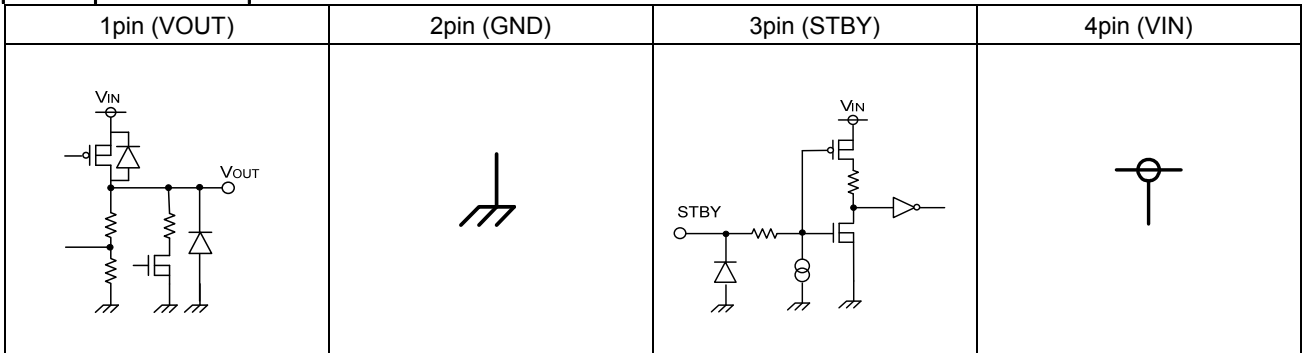 1pin (VOUT)
2pin (GND)
3pin (STBY)
4pin (VIN)
VIN
VOUT
VIN
STBY